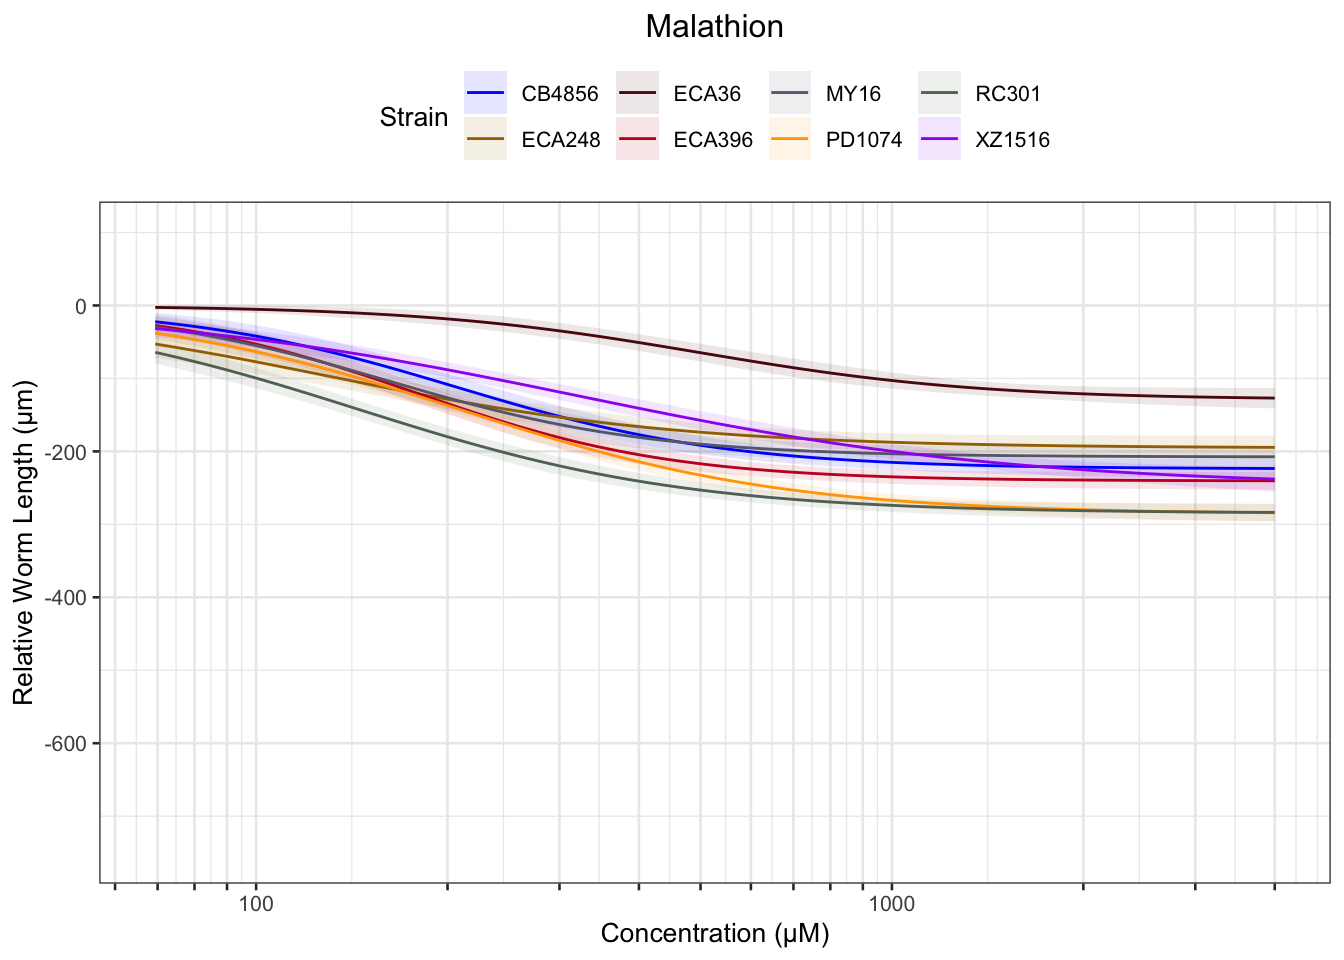 Malathion
Strain
CB4856 ECA36 MY16 RC301
ECA248 ECA396 PD1074 XZ1516
Relative Worm Length (µm)
0
-200
-400
-600
100 1000
Concentration (µM)